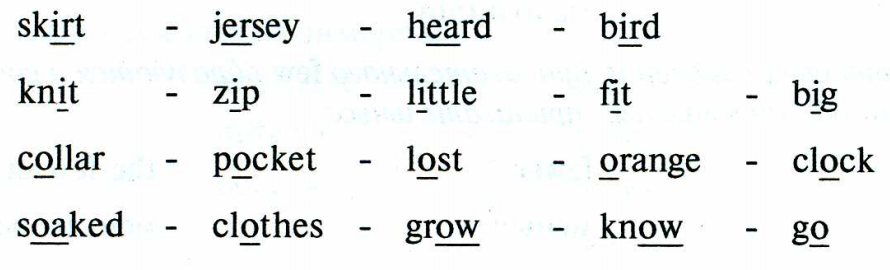 skirt - jersey - heard - bird
knit - zip - little - fit - big
collar - pocket - lost - orange - clock
soaked - clothes - grow - know - go